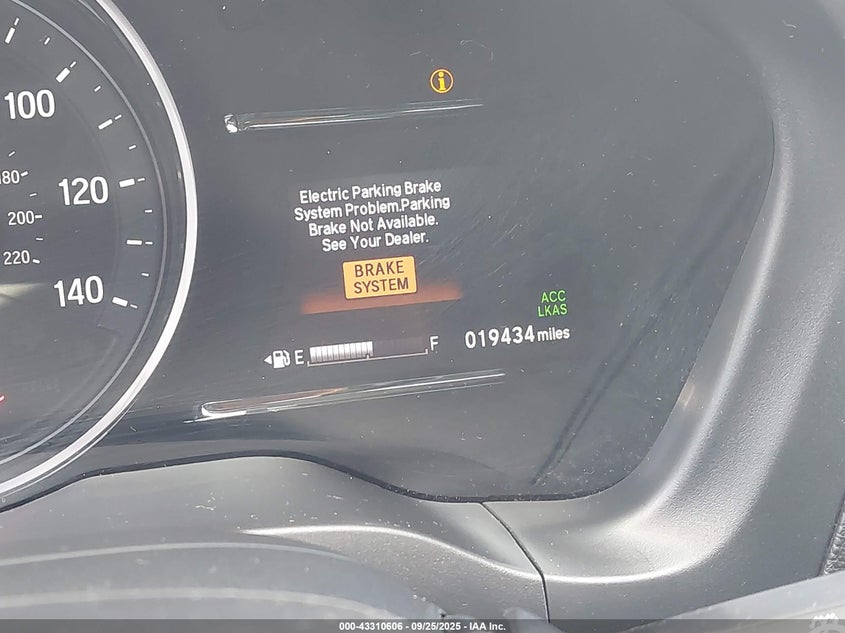 100
180-
120
200-
220
140
i
Electric Parking Brake
System Problem.Parking
Brake Not Available.
See Your Dealer.
BRAKE
SYSTEM
ACC
LKAS
E F
019434 miles
000-43310606 - 09/25/2025 - IAA Inc.